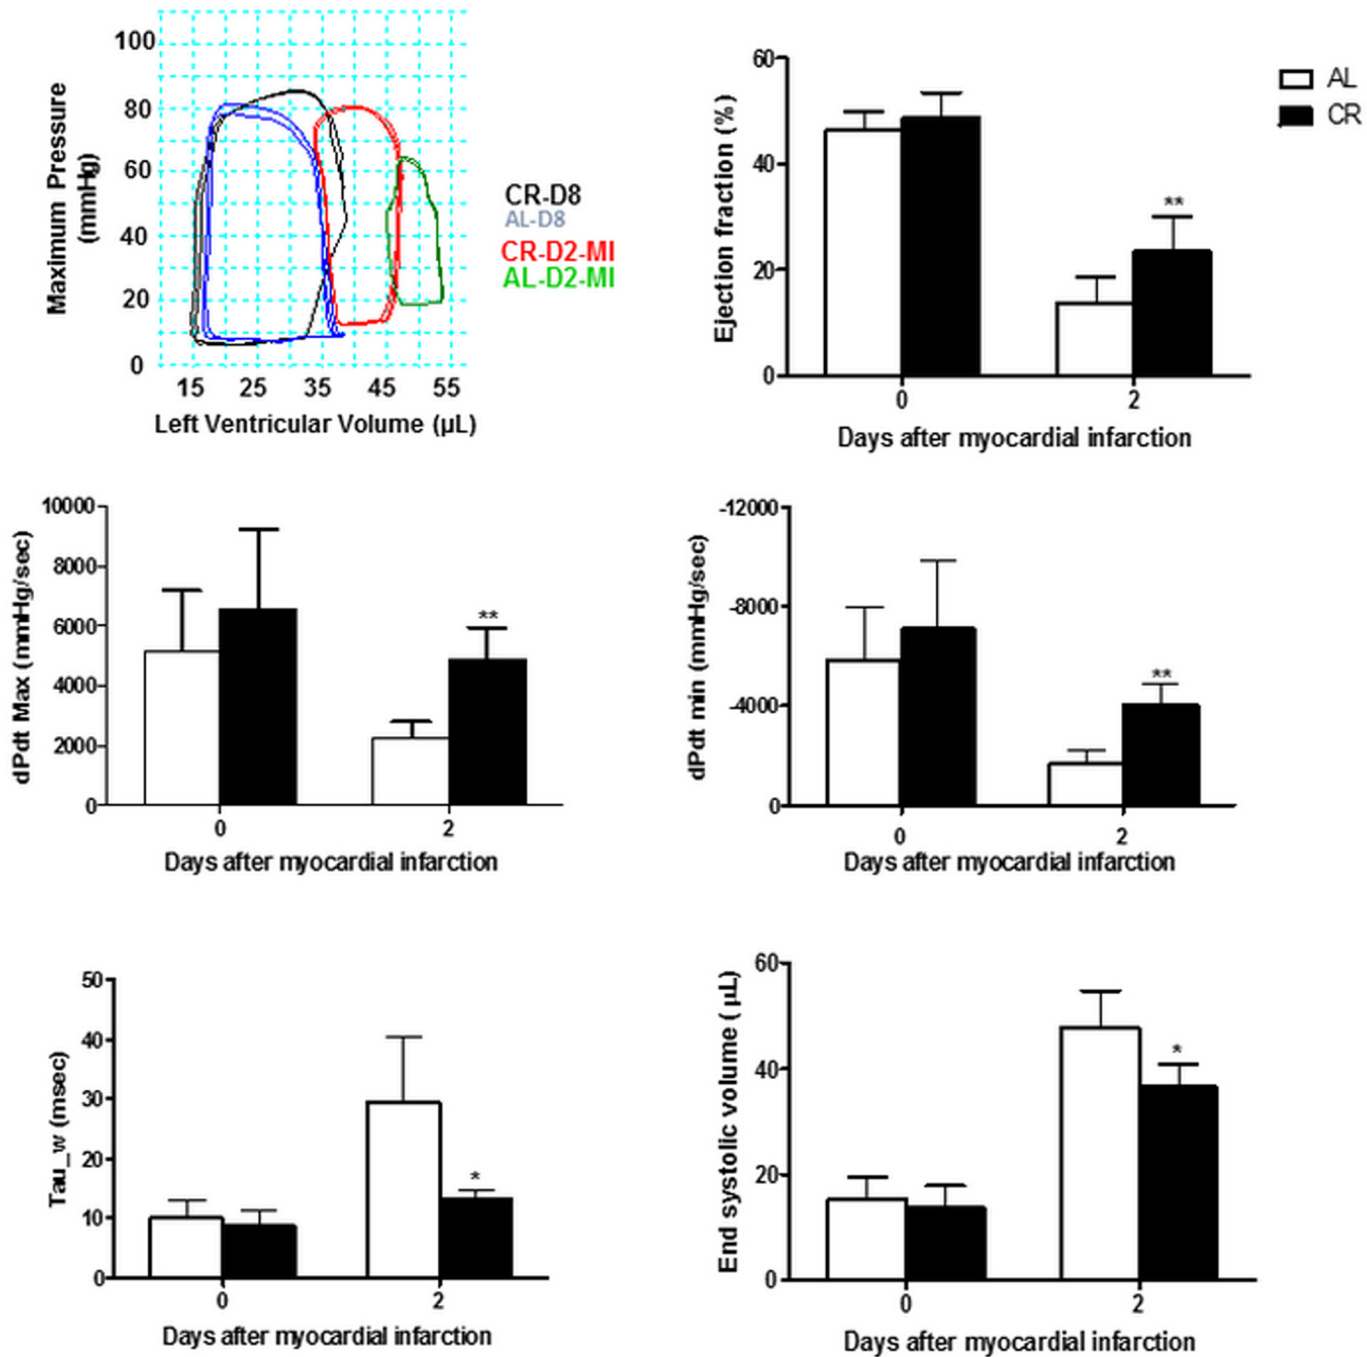 100
80
60
40
20
0
Maximum Pressure
(mmHg)
15 25 35 45 55
Left Ventricular Volume (µL)
CR-D8
AL-D8
CR-D2-MI
AL-D2-MI
60
40
20
0
Ejection fraction (%)
**
0 2
Days after myocardial infarction
AL
CR
10000
8000
6000
4000
2000
0
dPdt Max (mmHg/sec)
**
0 2
Days after myocardial infarction
-12000
-8000
-4000
0
dPdt min (mmHg/sec)
**
0 2
Days after myocardial infarction
50
40
30
20
10
0
Tau_w (msec)
*
0 2
Days after myocardial infarction
60
40
20
0
End systolic volume ( µL)
*
0 2
Days after myocardial infarction